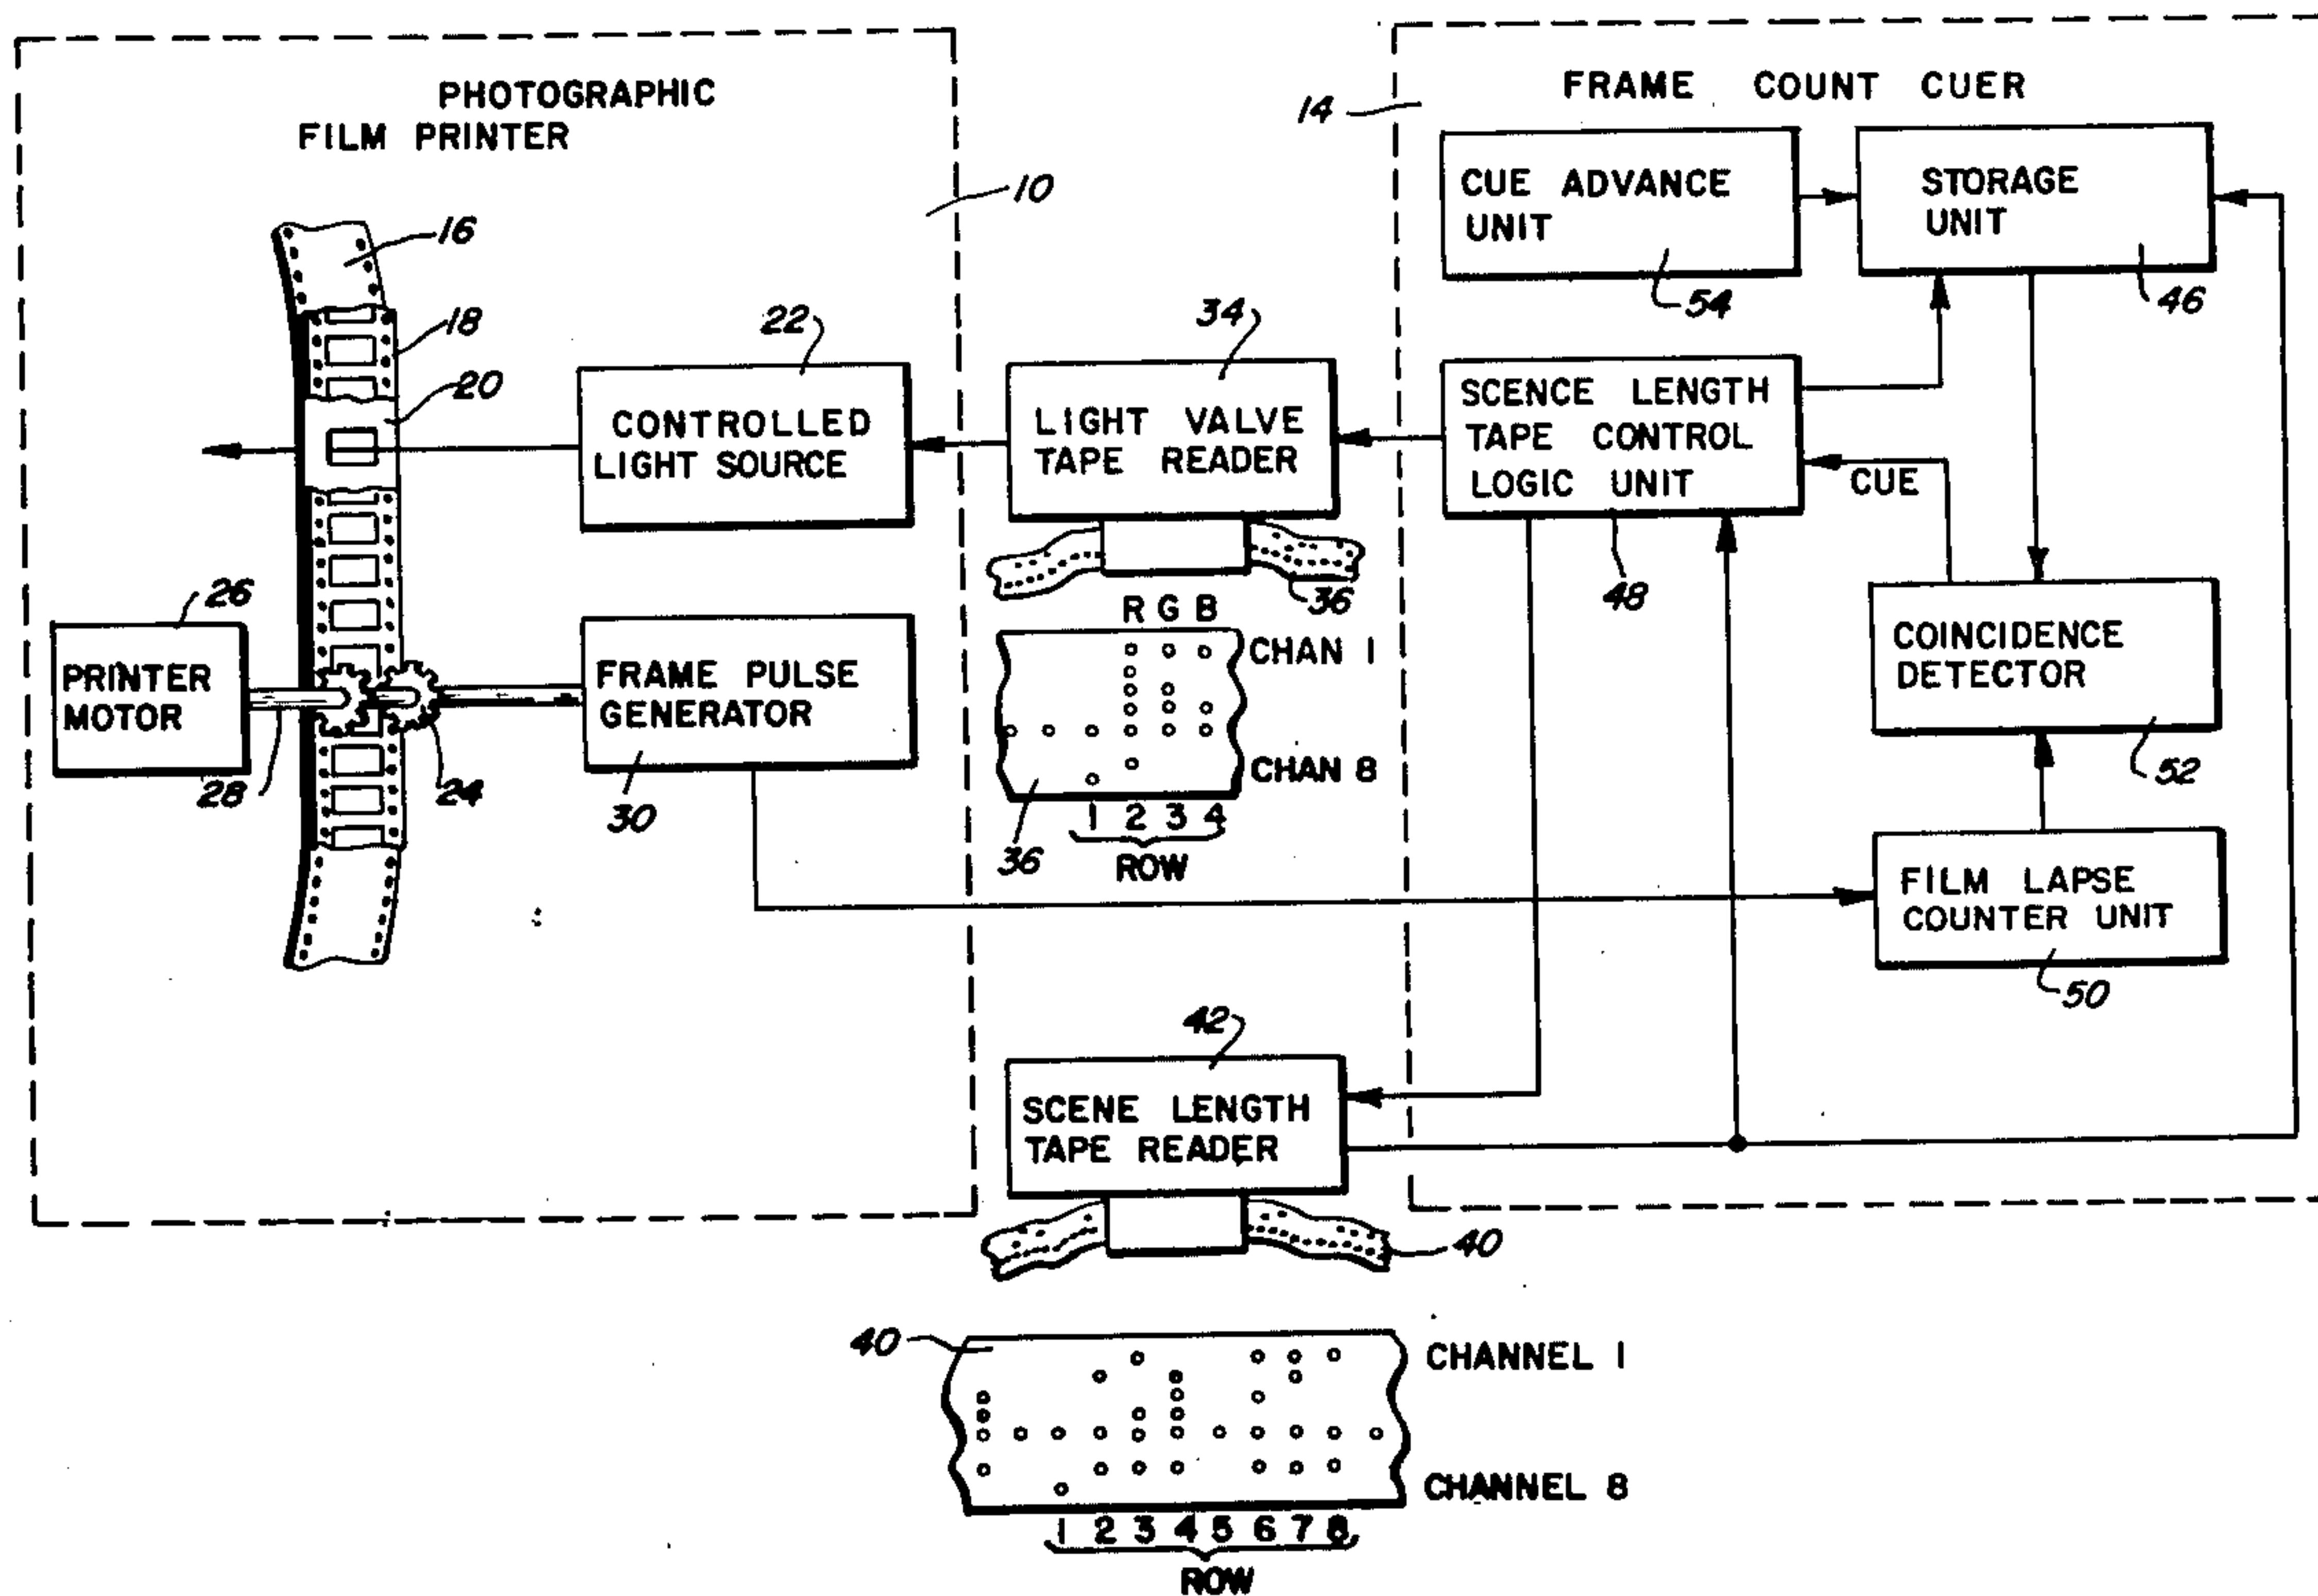 PHOTOGRAPHIC
FILM PRINTER
10
14
FRAME COUNT CUER
16
18
20
22
CONTROLLED
LIGHT SOURCE
34
LIGHT VALVE
TAPE READER
36
CUE ADVANCE
UNIT
54
STORAGE
UNIT
46
SCENCE LENGTH
TAPE CONTROL
LOGIC UNIT
48
CUE
COINCIDENCE
DETECTOR
52
FILM LAPSE
COUNTER UNIT
50
26
PRINTER
MOTOR
28
24
FRAME PULSE
GENERATOR
30
R G B
CHAN 1
CHAN 8
36
1 2 3 4
ROW
42
SCENE LENGTH
TAPE READER
40
40
CHANNEL 1
CHANNEL 8
1 2 3 4 5 6 7 8
ROW